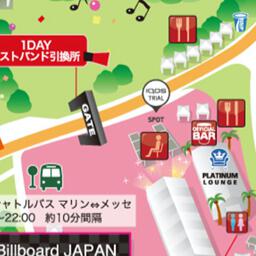 1DAY
ストバンド引換所
GATE
iQOS
TRIAL
SPOT
OFFICIAL
BAR
PLATINUM
LOUNGE
ャトルバス マリン⇔メッセ
~22:00 約10分間隔
Billboard JAPAN